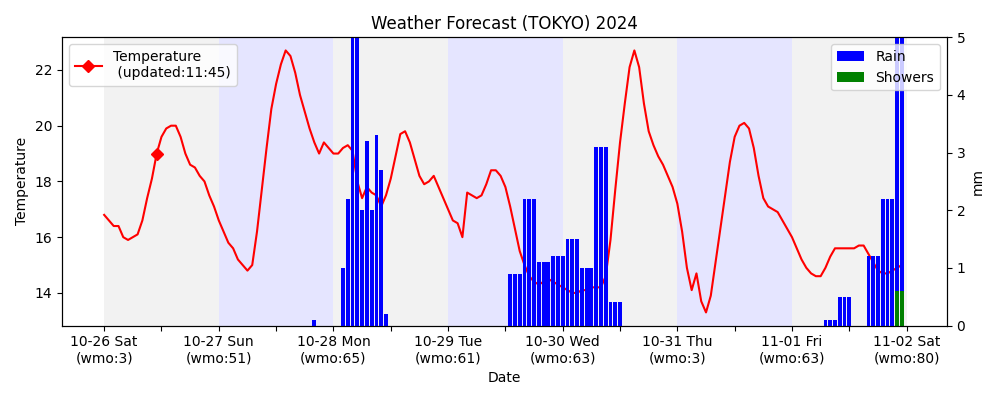 Weather Forecast (TOKYO) 2024
Temperature
(updated:11:45)
Rain
Showers
Temperature
22
20
18
16
14
5
4
3
2
1
0
mm
10-26 Sat 10-27 Sun 10-28 Mon 10-29 Tue 10-30 Wed 10-31 Thu 11-01 Fri 11-02 Sat
(wmo:3) (wmo:51) (wmo:65) (wmo:61) (wmo:63) (wmo:3) (wmo:63) (wmo:80)
Date